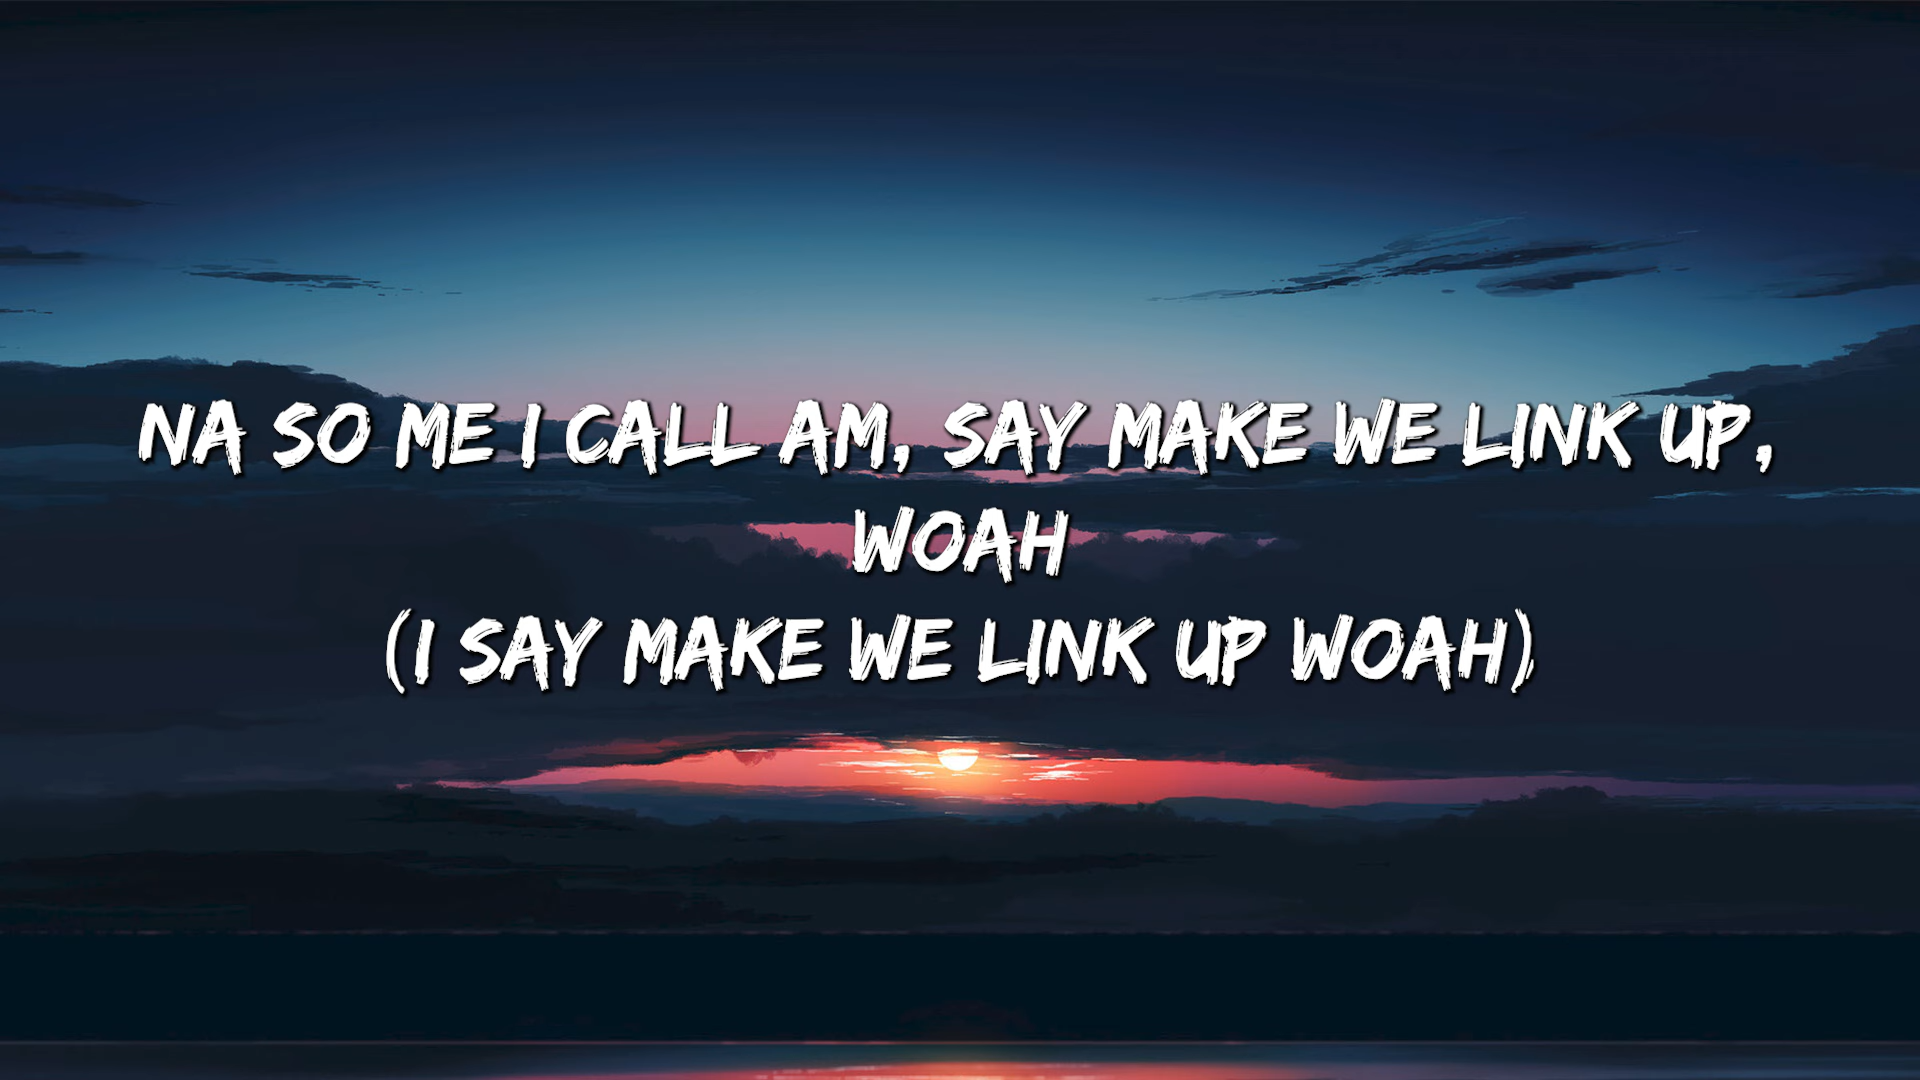 NA SO ME I CALL AM, SAY MAKE WE LINK UP,
WOAH
(I SAY MAKE WE LINK UP WOAH)